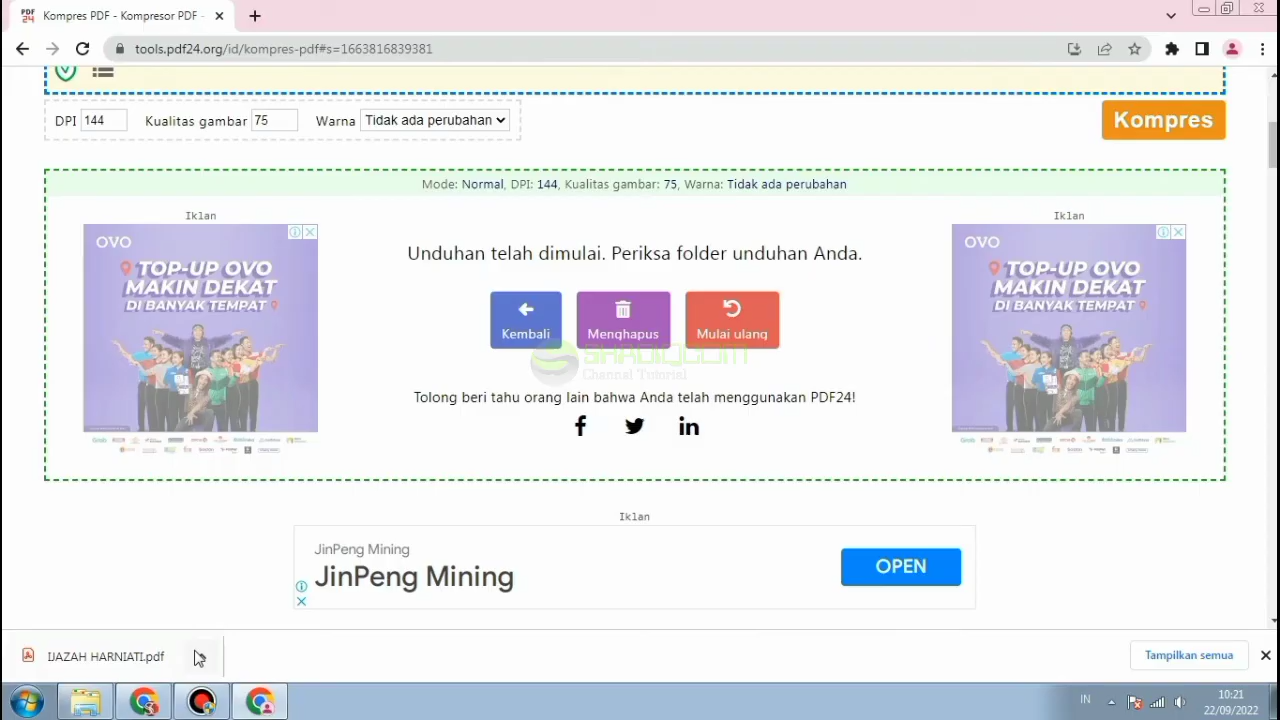 Kompres PDF - Kompresor PDF -
tools.pdf24.org/id/kompres-pdf#s=1663816839381
DPI 144 Kualitas gambar 75 Warna Tidak ada perubahan
Kompres
Mode: Normal, DPI: 144, Kualitas gambar: 75, Warna: Tidak ada perubahan
Iklan
OVO
TOP-UP OVO
MAKIN DEKAT
DI BANYAK TEMPAT
Unduhan telah dimulai. Periksa folder unduhan Anda.
Kembali
Menghapus
Mulai ulang
Channal Tutorial
Tolong beri tahu orang lain bahwa Anda telah menggunakan PDF24!
Iklan
OVO
TOP-UP OVO
MAKIN DEKAT
DI BANYAK TEMPAT
Iklan
JinPeng Mining
JinPeng Mining
OPEN
IJAZAH HARNIATI.pdf
Tampilkan semua
IN
10:21
22/09/2022